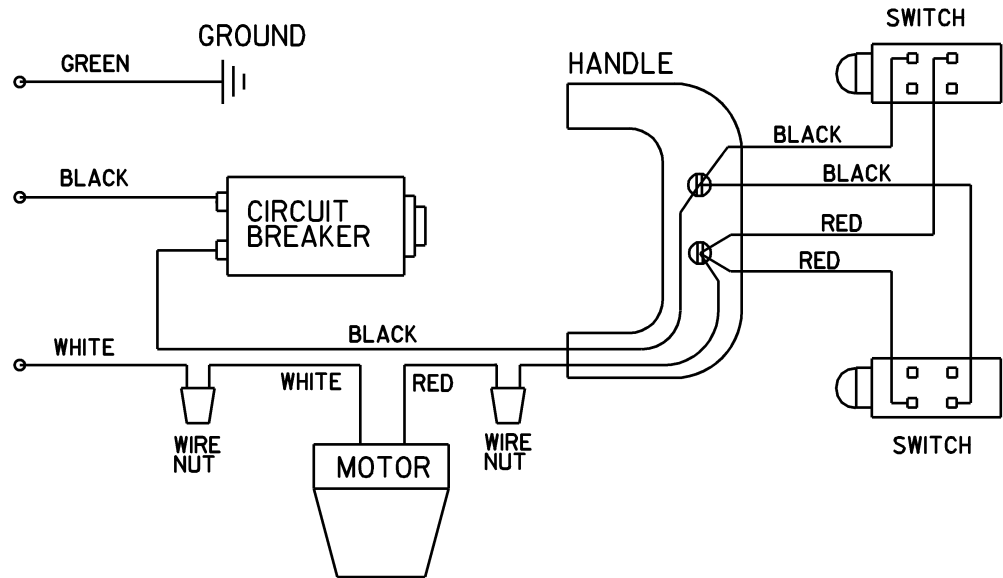 SWITCH
GROUND
GREEN
HANDLE
BLACK
BLACK
BLACK
CIRCUIT
BREAKER
RED
RED
BLACK
WHITE
WHITE
RED
WIRE
NUT
WIRE
NUT
SWITCH
MOTOR